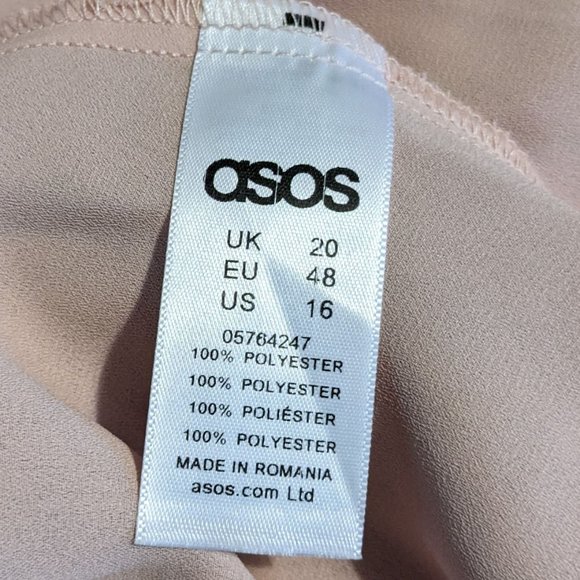 asos
UK 20
EU 48
US 16
05764247
100% POLYESTER
100% POLYESTER
100% POLIÉSTER
100% POLYESTER
MADE IN ROMANIA
asos.com Ltd